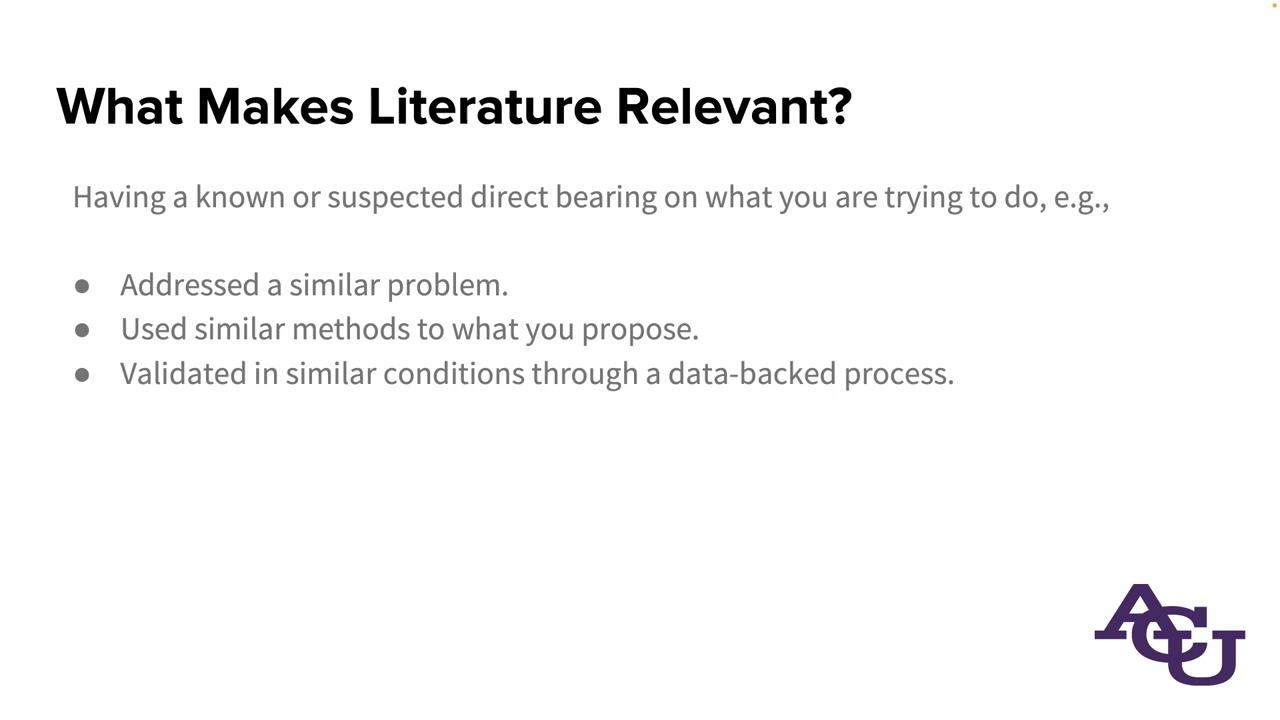 What Makes Literature Relevant?
Having a known or suspected direct bearing on what you are trying to do, e.g.,
● Addressed a similar problem.
● Used similar methods to what you propose.
● Validated in similar conditions through a data-backed process.
ACU